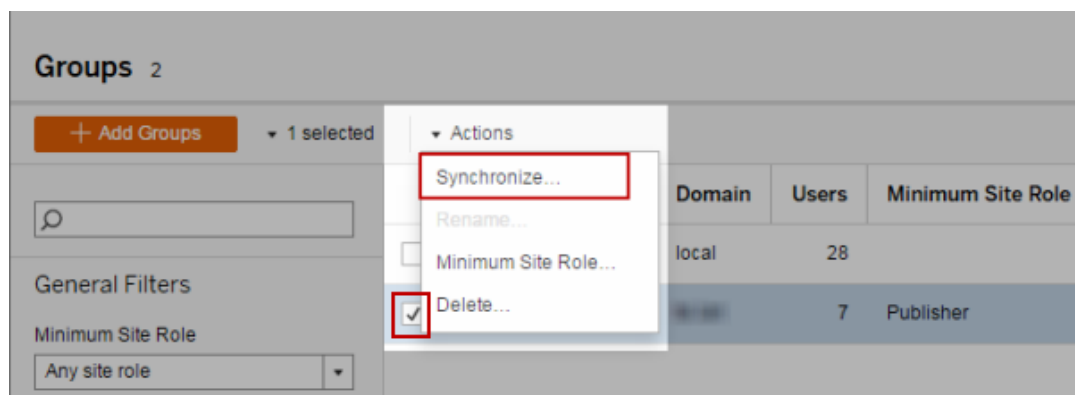 Groups 2
+ Add Groups
1 selected
Actions
Synchronize...
Rename...
Minimum Site Role...
Delete...
Domain Users Minimum Site Role
local 28
7 Publisher
General Filters
Minimum Site Role
Any site role